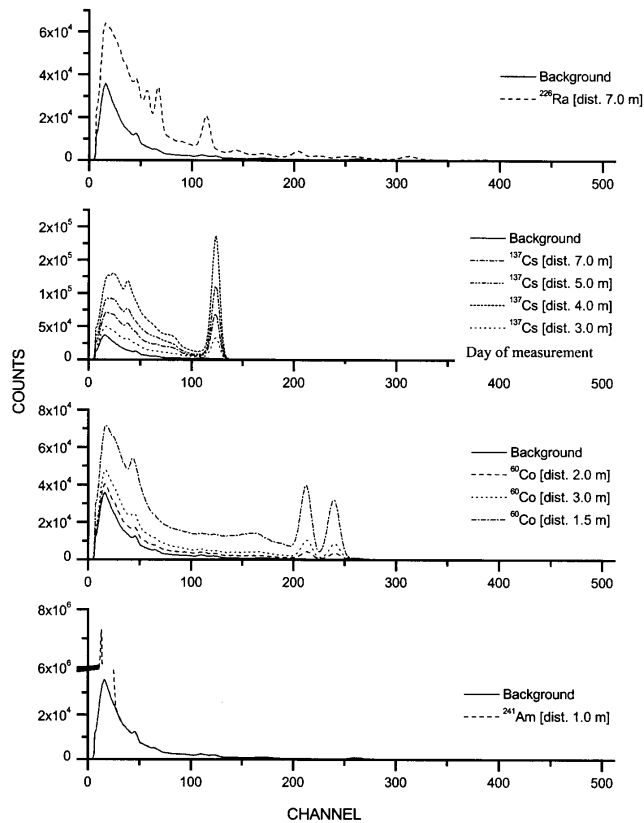 6x10⁴
4x10⁴
2x10⁴
0
0 100 200 300 400 500
Background
²²⁶Ra [dist. 7.0 m]
2x10⁵
2x10⁵
1x10⁵
5x10⁴
0
0 100 200 300 400 500
Background
¹³⁷Cs [dist. 7.0 m]
¹³⁷Cs [dist. 5.0 m]
¹³⁷Cs [dist. 4.0 m]
¹³⁷Cs [dist. 3.0 m]
Day of measurement
COUNTS
8x10⁴
6x10⁴
4x10⁴
2x10⁴
0
0 100 200 300 400 500
Background
⁶⁰Co [dist. 2.0 m]
⁶⁰Co [dist. 3.0 m]
⁶⁰Co [dist. 1.5 m]
8x10⁶
6x10⁶
2x10⁴
0
0 100 200 300 400 500
Background
²⁴¹Am [dist. 1.0 m]
CHANNEL